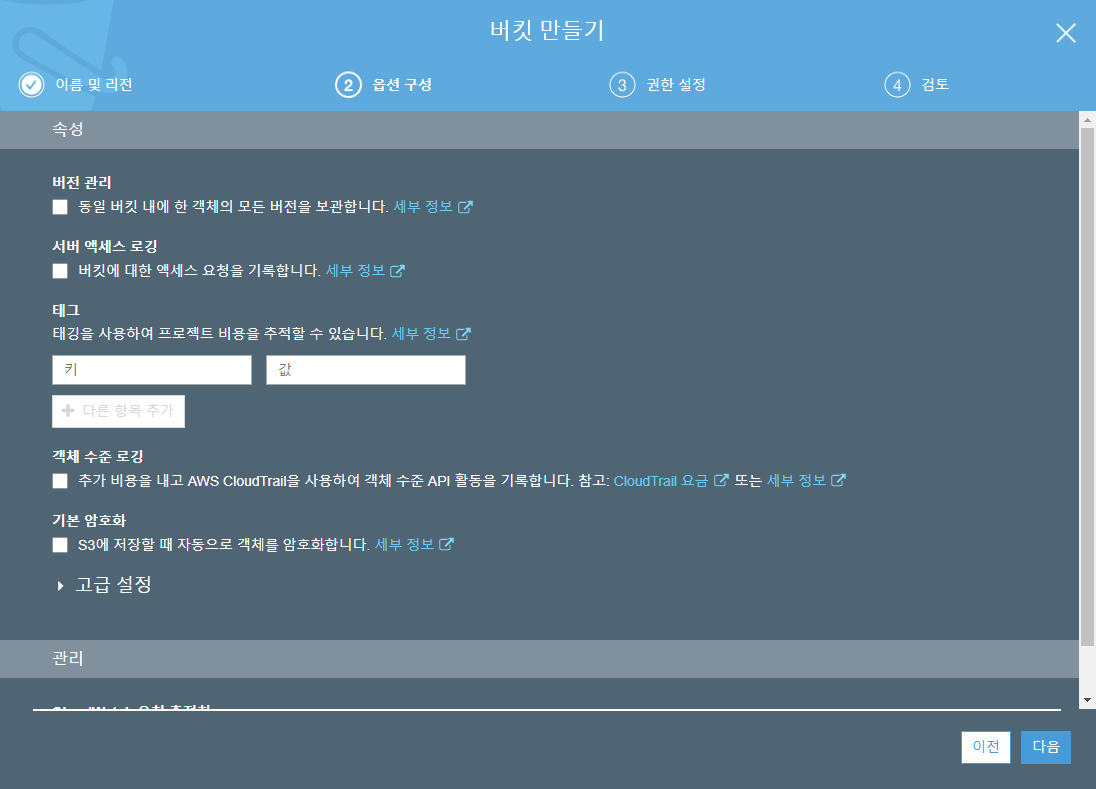 버킷 만들기
이름 및 리전
2 옵션 구성
3 권한 설정
4 검토
속성
버전 관리
동일 버킷 내에 한 객체의 모든 버전을 보관합니다. 세부 정보
서버 액세스 로깅
버킷에 대한 액세스 요청을 기록합니다. 세부 정보
태그
태깅을 사용하여 프로젝트 비용을 추적할 수 있습니다. 세부 정보
키 값
+ 다른 항목 추가
객체 수준 로깅
추가 비용을 내고 AWS CloudTrail을 사용하여 객체 수준 API 활동을 기록합니다. 참고: CloudTrail 요금 또는 세부 정보
기본 암호화
S3에 저장할 때 자동으로 객체를 암호화합니다. 세부 정보
고급 설정
관리
이전 다음